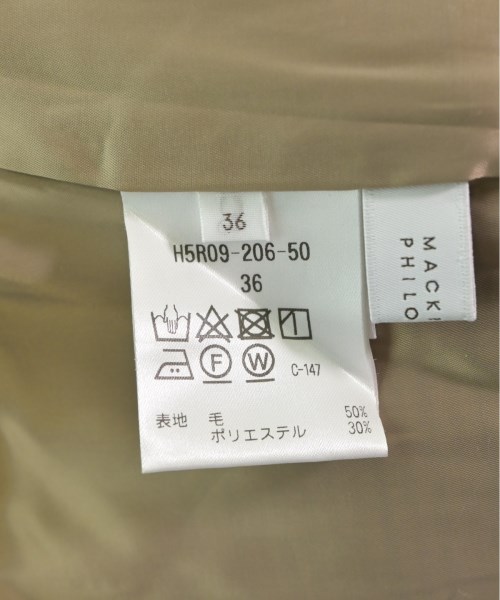 36
H5R09-206-50
36
F W C-147
表地 毛 50%
ポリエステル 30%
MACK
PHILO